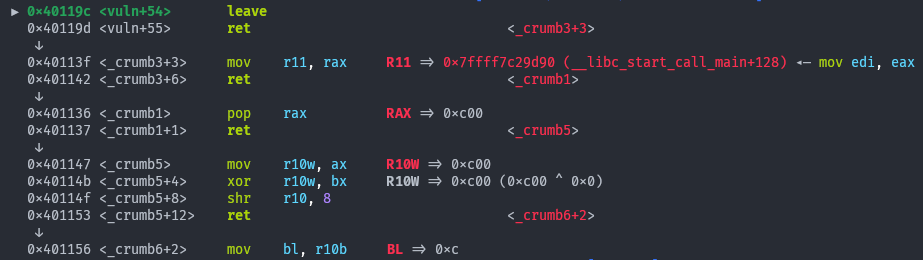 ► 0x40119c <vuln+54> leave
0x40119d <vuln+55> ret <_crumb3+3>
↓
0x40113f <_crumb3+3> mov r11, rax R11 => 0x7ffff7c29d90 (__libc_start_call_main+128) ◂— mov edi, eax
0x401142 <_crumb3+6> ret <_crumb1>
↓
0x401136 <_crumb1> pop rax RAX => 0xc00
0x401137 <_crumb1+1> ret <_crumb5>
↓
0x401147 <_crumb5> mov r10w, ax R10W => 0xc00
0x40114b <_crumb5+4> xor r10w, bx R10W => 0xc00 (0xc00 ^ 0x0)
0x40114f <_crumb5+8> shr r10, 8
0x401153 <_crumb5+12> ret <_crumb6+2>
↓
0x401156 <_crumb6+2> mov bl, r10b BL => 0xc